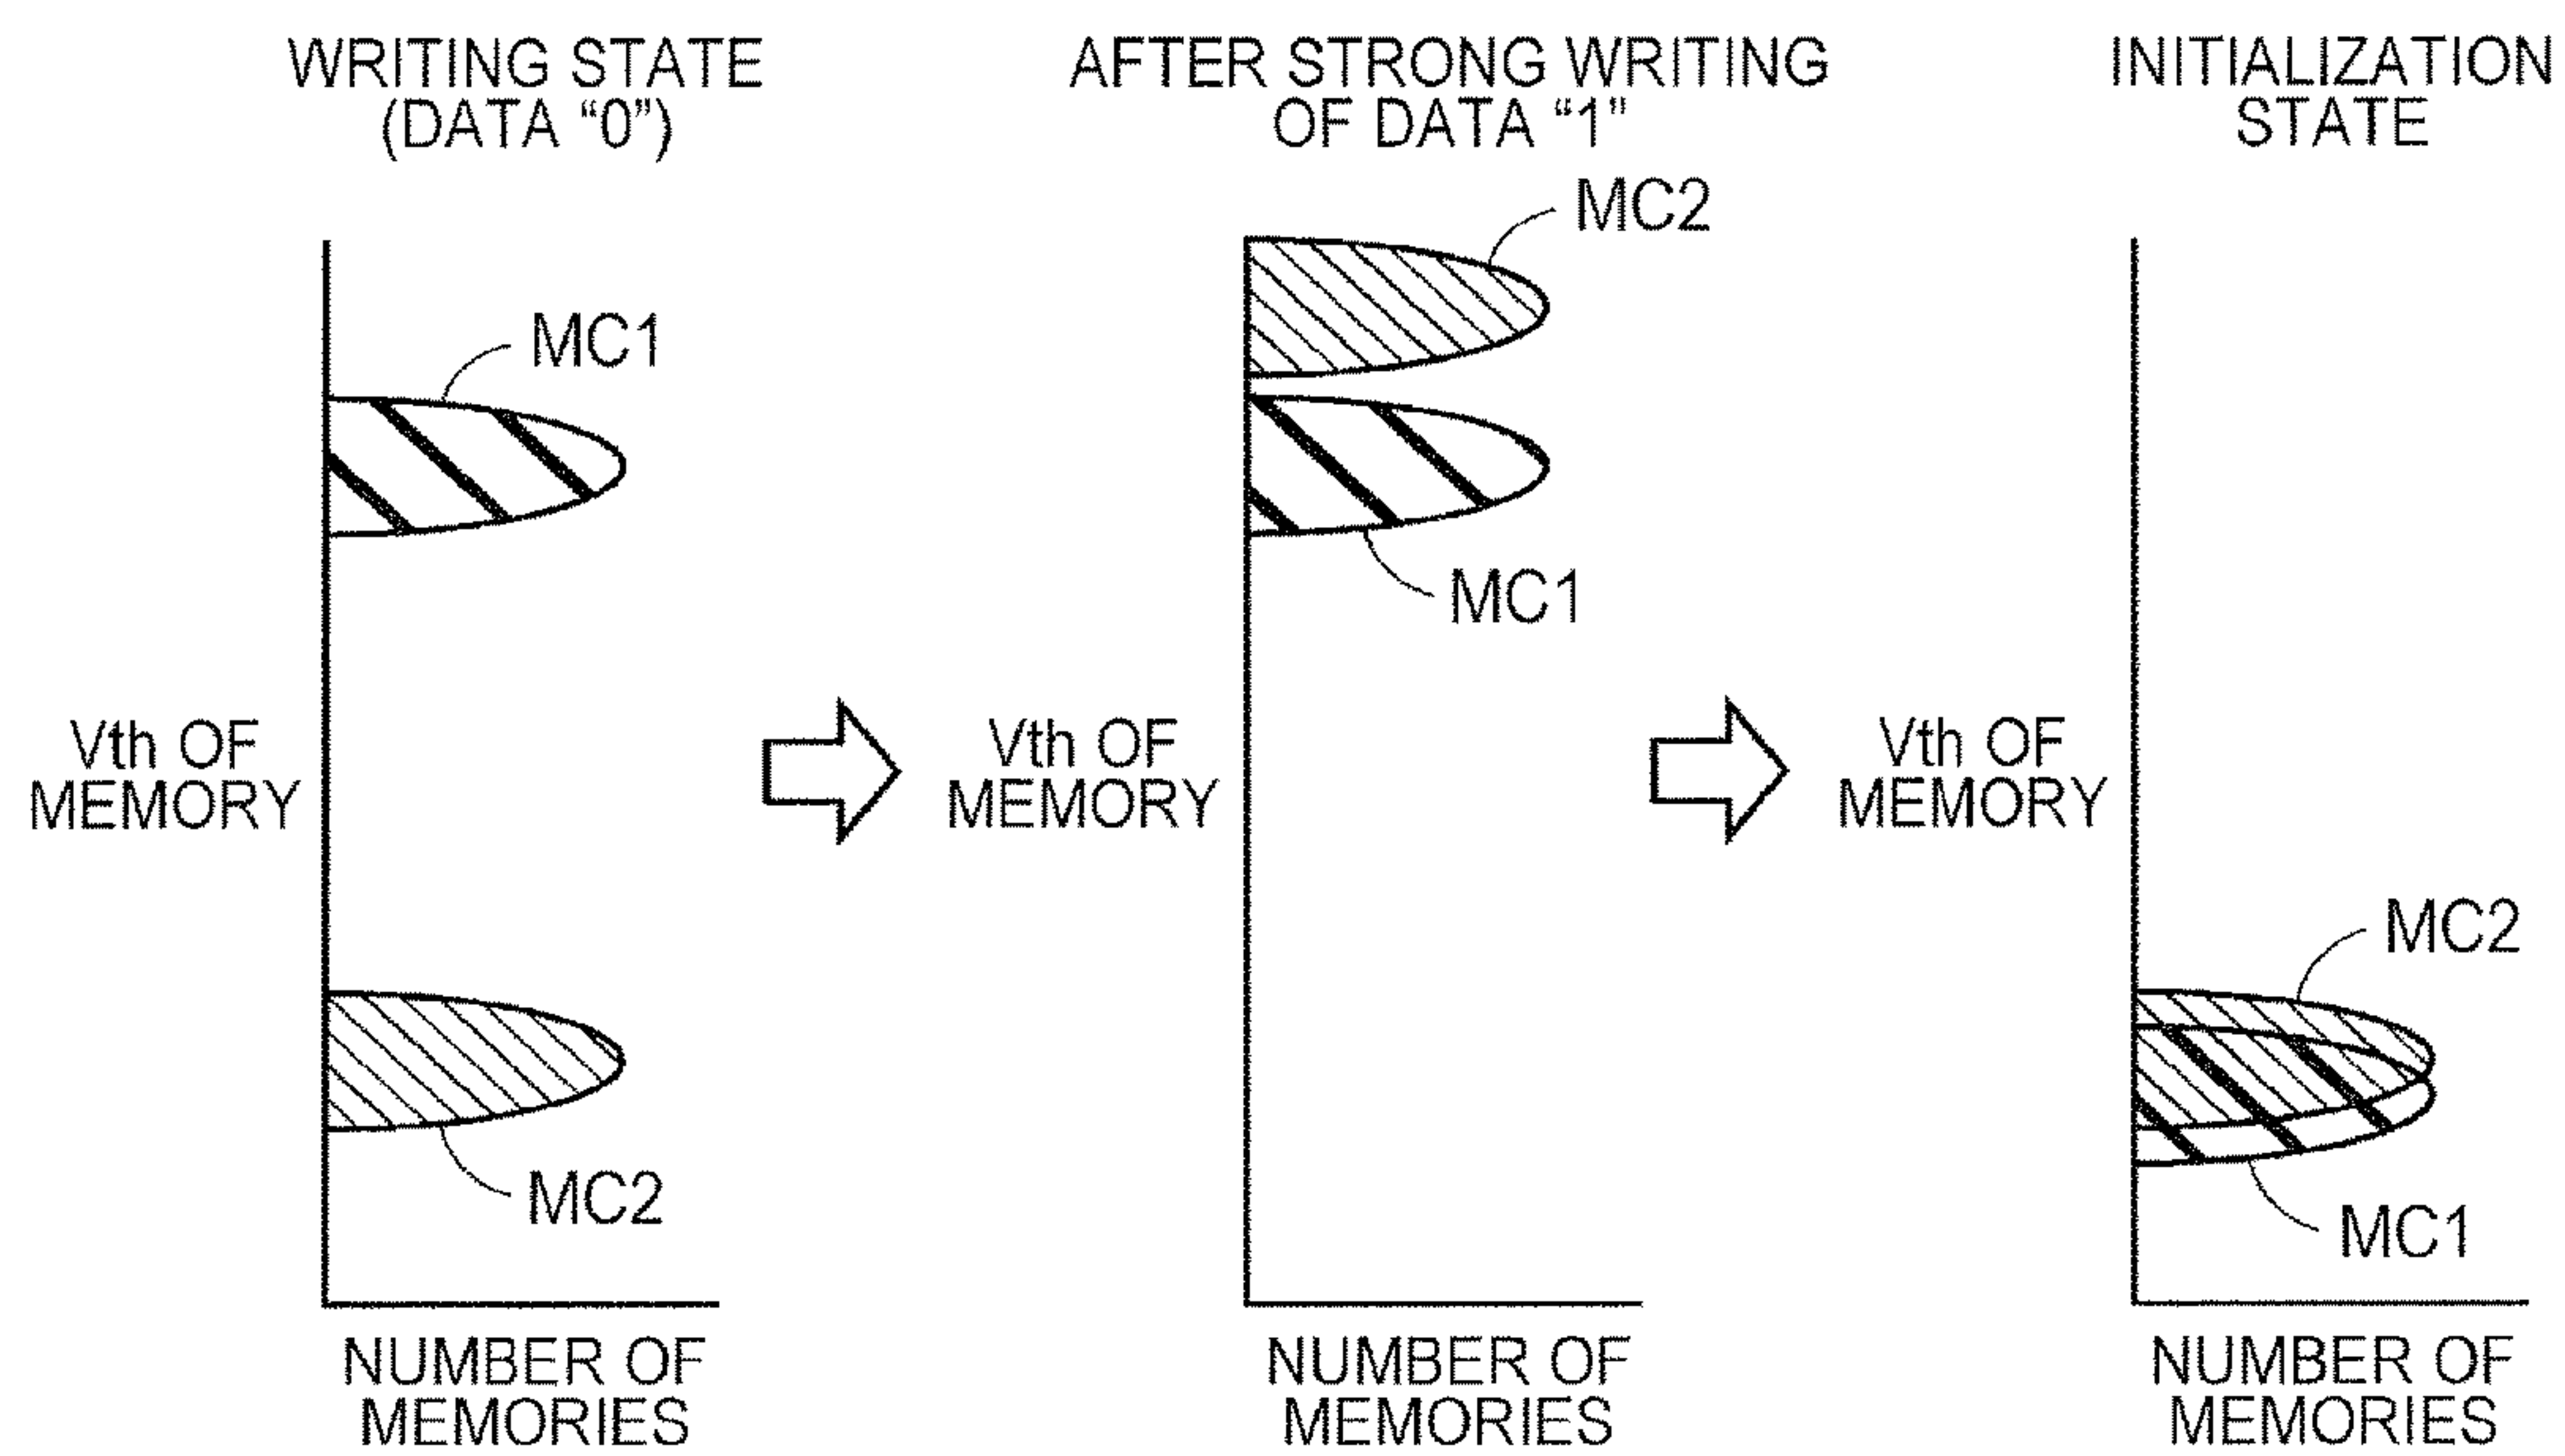 WRITING STATE
(DATA “0”)
AFTER STRONG WRITING
OF DATA “1”
INITIALIZATION
STATE
MC1
Vth OF
MEMORY
MC2
NUMBER OF
MEMORIES
MC2
MC1
Vth OF
MEMORY
NUMBER OF
MEMORIES
Vth OF
MEMORY
MC2
MC1
NUMBER OF
MEMORIES